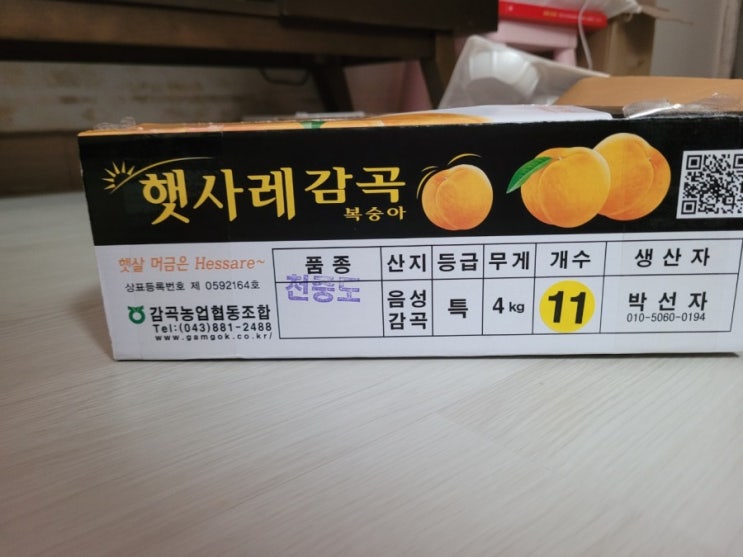 햇사레 감곡
복숭아
햇살 머금은 Hessare~
상표등록번호 제 0592164호
감곡농업협동조합
Tel:(043)881-2488
www.gamgok.co.kr/
품종 산지 등급 무게 개수 생산자
천중도 음성 감곡 특 4kg 11 박선자
010-5060-0194